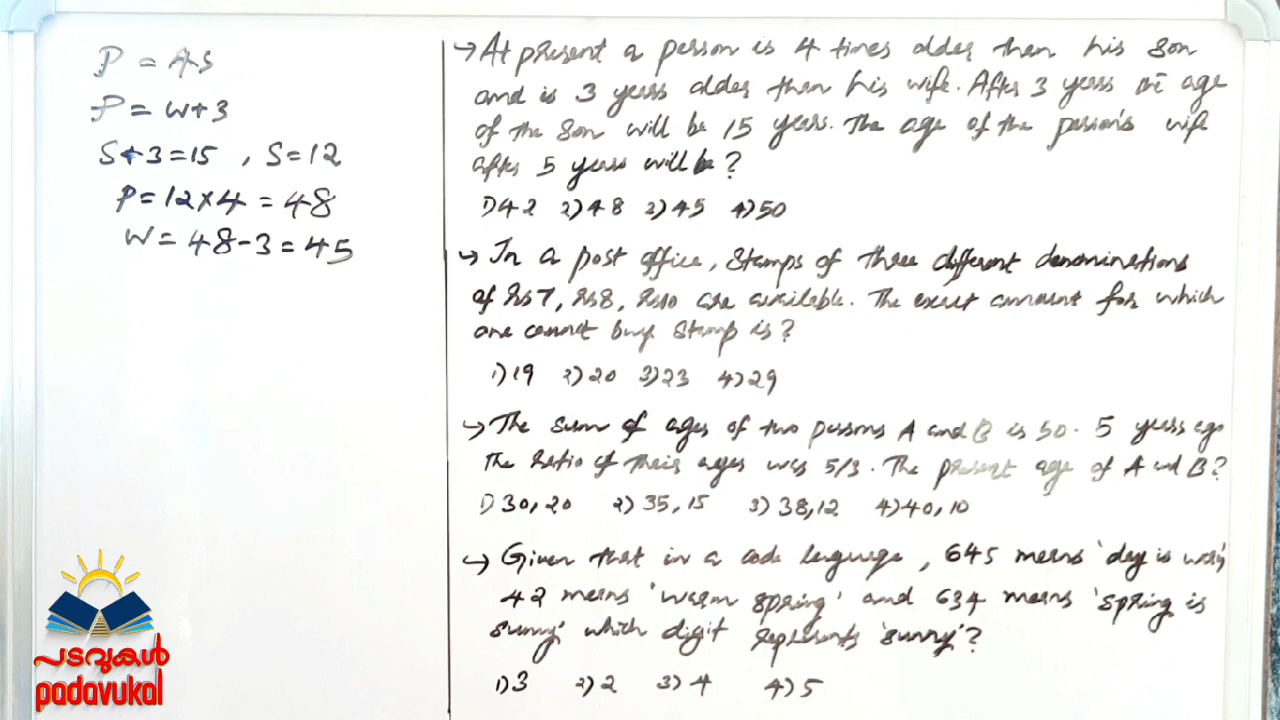 P = 4S
P = W+3
S+3=15 , S=12
P=12×4=48
W=48-3=45
→ At present a person is 4 times older than his son
and is 3 years older than his wife. After 3 years the age
of the son will be 15 years. The age of the person's wife
after 5 years will be?
1)42 2)48 3)45 4)50
→ In a post office, stamps of three different denominations
of Rs7, Rs8, Rs10 are available. The exact amount for which
one cannot buy stamp is?
1)19 2)20 3)23 4)29
→ The sum of ages of two persons A and B is 50. 5 years ago
the ratio of their ages was 5/3. The present age of A and B?
1)30,20 2)35,15 3)38,12 4)40,10
→ Given that in a code language, 645 means 'day is warm'
42 means 'warm spring' and 634 means 'spring is
sunny', which digit represents 'sunny'?
1)3 2)2 3)4 4)5
പടവുകൾ
padavukal